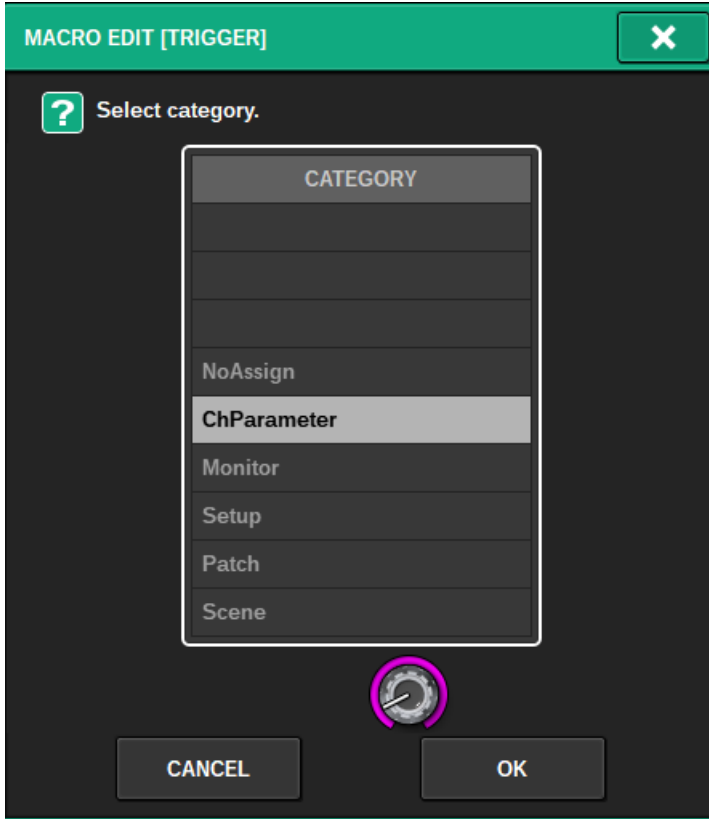 MACRO EDIT [TRIGGER]
?
Select category.
CATEGORY
NoAssign
ChParameter
Monitor
Setup
Patch
Scene
CANCEL
OK